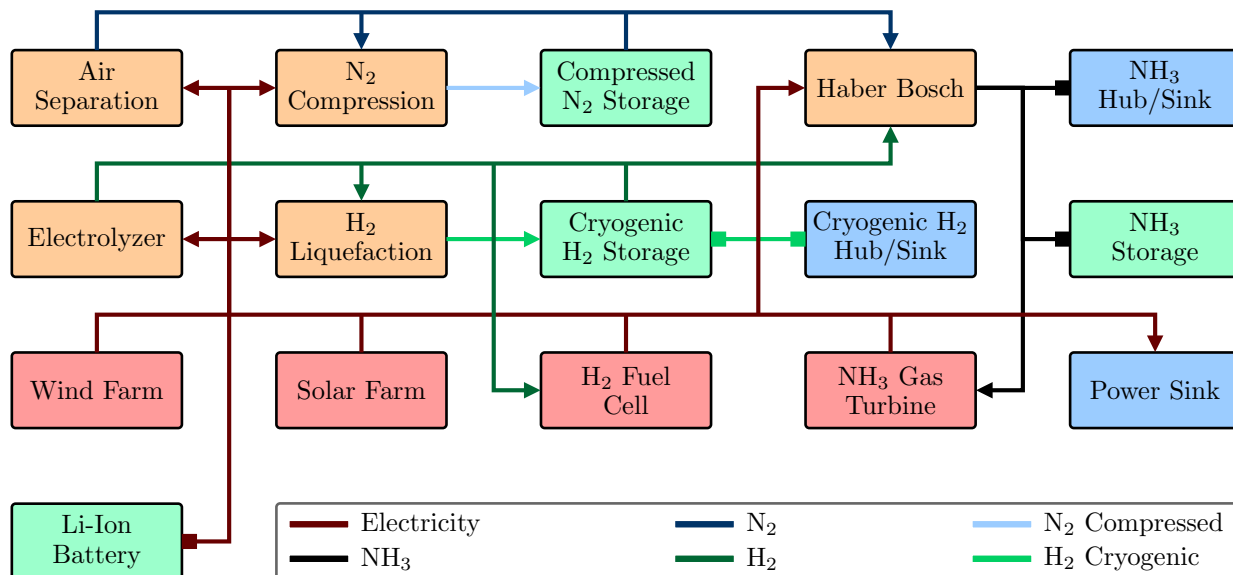 Air
Separation
N₂
Compression
Compressed
N₂ Storage
Haber Bosch
NH₃
Hub/Sink
Electrolyzer
H₂
Liquefaction
Cryogenic
H₂ Storage
Cryogenic H₂
Hub/Sink
NH₃
Storage
Wind Farm
Solar Farm
H₂ Fuel
Cell
NH₃ Gas
Turbine
Power Sink
Li-Ion
Battery
Electricity
N₂
N₂ Compressed
NH₃
H₂
H₂ Cryogenic